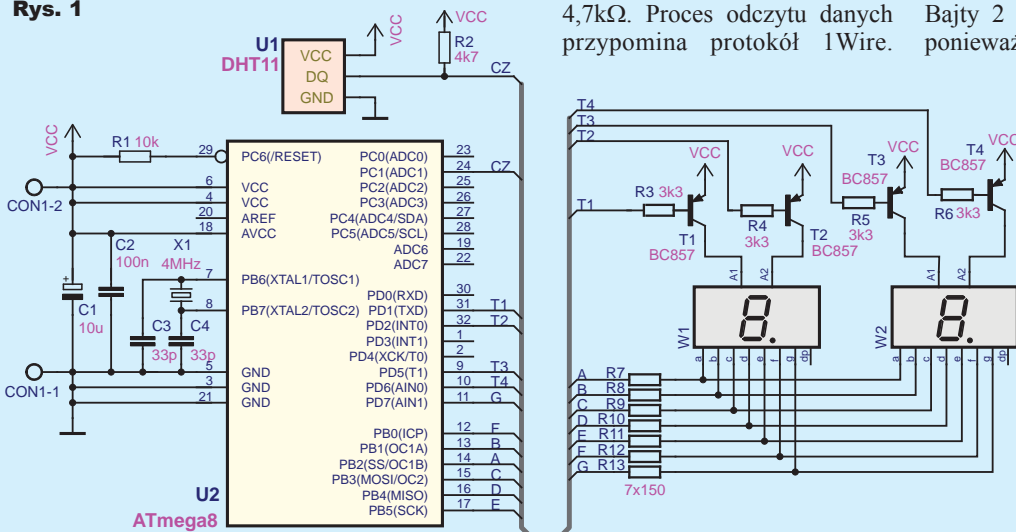 Rys. 1
4,7kΩ. Proces odczytu danych
przypomina protokół 1Wire.
Bajty 2
ponieważ
U1
DHT11
VCC
DQ
GND
VCC
VCC
R2
4k7
CZ
VCC
R1 10k
CON1-2
CON1-1
C1
10u
C2
100n
X1
4MHz
C3
33p
C4
33p
29 PC6(/RESET)
6 VCC
4 VCC
20 AREF
18 AVCC
7 PB6(XTAL1/TOSC1)
8 PB7(XTAL2/TOSC2)
5 GND
3 GND
21 GND
PC0(ADC0) 23
PC1(ADC1) 24 CZ
PC2(ADC2) 25
PC3(ADC3) 26
PC4(ADC4/SDA) 27
PC5(ADC5/SCL) 28
ADC6 19
ADC7 22
PD0(RXD) 30
PD1(TXD) 31 T1
PD2(INT0) 32 T2
PD3(INT1) 1
PD4(XCK/T0) 2
PD5(T1) 9 T3
PD6(AIN0) 10 T4
PD7(AIN1) 11 G
PB0(ICP) 12 F
PB1(OC1A) 13 B
PB2(SS/OC1B) 14 A
PB3(MOSI/OC2) 15 C
PB4(MISO) 16 D
PB5(SCK) 17 E
U2
ATmega8
T4
T3
T2
T1
R3 3k3
VCC
T1
BC857
R4
3k3
VCC
T2
BC857
T3
BC857
VCC
R5
3k3
T4
BC857
VCC
R6 3k3
A1 A2
W1
8.
a b c d e f g dp
A1 A2
W2
8.
a b c d e f g dp
A R7
B R8
C R9
D R10
E R11
F R12
G R13
7x150